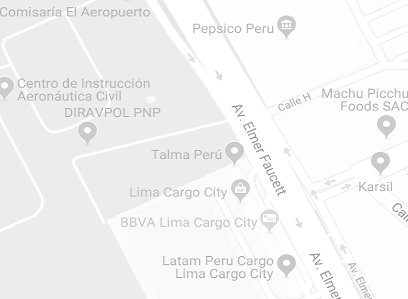 Comisaría El Aeropuerto
Pepsico Peru
Centro de Instrucción
Aeronáutica Civil
DIRAVPOL PNP
Calle H
Machu Picchu
Foods SAC
Av. Elmer Faucett
Talma Perú
Karsil
Lima Cargo City
BBVA Lima Cargo City
Latam Peru Cargo
Lima Cargo City
Av. Elmer
Av. Elme